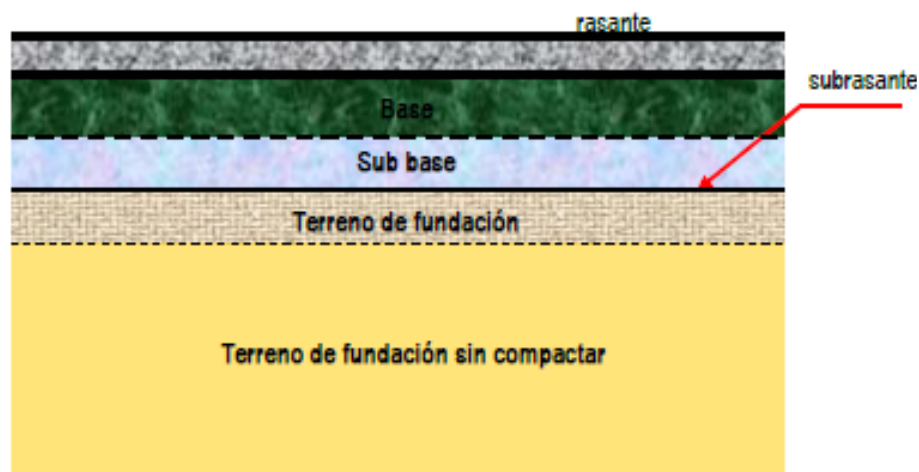 rasante
subrasante
Base
Sub base
Terreno de fundación
Terreno de fundación sin compactar